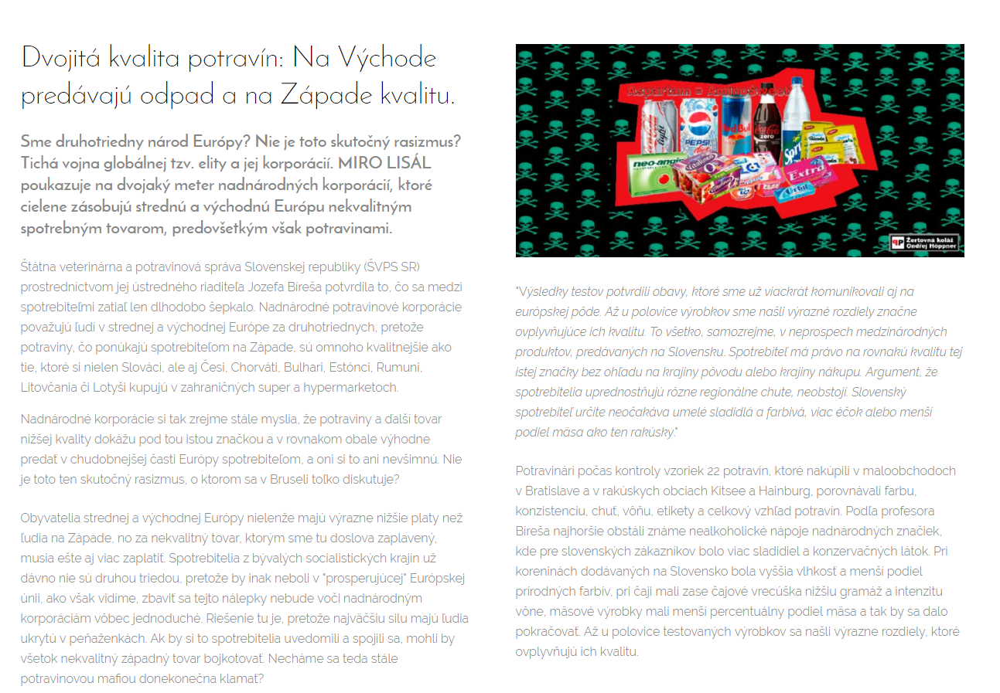 Dvojitá kvalita potravín: Na Východe
predávajú odpad a na Západe kvalitu.
Sme druhotriedny národ Európy? Nie je toto skutočný rasizmus?
Tichá vojna globálnej tzv. elity a jej korporácií. MIRO LISÁL
poukazuje na dvojaký meter nadnárodných korporácií, ktoré
cielene zásobujú strednú a východnú Európu nekvalitným
spotrebným tovarom, predovšetkým však potravinami.
Štátna veterinárna a potravinová správa Slovenskej republiky (ŠVPS SR)
prostredníctvom jej ústredného riaditeľa Jozefa Bíreša potvrdila to, čo sa medzi
spotrebiteľmi zatiaľ len dlhodobo šepkalo. Nadnárodné potravinové korporácie
považujú ľudí v strednej a východnej Európe za druhotriednych, pretože
potraviny, čo ponúkajú spotrebiteľom na Západe, sú omnoho kvalitnejšie ako
tie, ktoré si nielen Slováci, ale aj Česi, Chorváti, Bulhari, Estónci, Rumuni,
Litovčania či Lotyši kupujú v zahraničných super a hypermarketoch.
Nadnárodné korporácie si tak zrejme stále myslia, že potraviny a ďalší tovar
nižšej kvality dokážu pod tou istou značkou a v rovnakom obale výhodne
predať v chudobnejšej časti Európy spotrebiteľom, a oni si to ani nevšimnú. Nie
je toto ten skutočný rasizmus, o ktorom sa v Bruseli toľko diskutuje?
Obyvatelia strednej a východnej Európy nielenže majú výrazne nižšie platy než
ľudia na Západe, no za nekvalitný tovar, ktorým sme tu doslova zaplavený,
musia ešte aj viac zaplatiť. Spotrebitelia z bývalých socialistických krajín už
dávno nie sú druhou triedou, pretože by inak neboli v "prosperujúcej" Európskej
únii, ako však vidíme, zbaviť sa tejto nálepky nebude voči nadnárodným
korporáciám vôbec jednoduché. Riešenie tu je, pretože najväčšiu silu majú ľudia
ukrytú v peňaženkách. Ak by si to spotrebitelia uvedomili a spojili sa, mohli by
všetok nekvalitný západný tovar bojkotovať. Necháme sa teda stále
potravinovou mafiou donekonečna klamať?
Aspartam = AminoSweet
Coca-Cola light
PEPSI
Red Bull
Coca-Cola zero
Sprite
neo-angin
Ricola
Extra
Orbit
PP Žertovná koláž
Ondřej Höppner
"Výsledky testov potvrdili obavy, ktoré sme už viackrát komunikovali aj na
európskej pôde. Až u polovice výrobkov sme našli výrazné rozdiely značne
ovplyvňujúce ich kvalitu. To všetko, samozrejme, v neprospech medzinárodných
produktov, predávaných na Slovensku. Spotrebiteľ má právo na rovnakú kvalitu tej
istej značky bez ohľadu na krajiny pôvodu alebo krajiny nákupu. Argument, že
spotrebitelia uprednostňujú rôzne regionálne chute, neobstojí. Slovenský
spotrebiteľ určite neočakáva umelé sladidlá a farbivá, viac éčok alebo menší
podiel mäsa ako ten rakúsky."
Potravinári počas kontroly vzoriek 22 potravín, ktoré nakúpili v maloobchodoch
v Bratislave a v rakúskych obciach Kitsee a Hainburg, porovnávali farbu,
konzistenciu, chuť, vôňu, etikety a celkový vzhľad potravín. Podľa profesora
Bíreša najhoršie obstáli známe nealkoholické nápoje nadnárodných značiek,
kde pre slovenských zákazníkov bolo viac sladidiel a konzervačných látok. Pri
koreninách dodávaných na Slovensko bola vyššia vlhkosť a menší podiel
prírodných farbív, pri čaji mali zase čajové vrecúška nižšiu gramáž a intenzitu
vône, mäsové výrobky mali menší percentuálny podiel mäsa a tak by sa dalo
pokračovať. Až u polovice testovaných výrobkov sa našli výrazne rozdiely, ktoré
ovplyvňujú ich kvalitu.